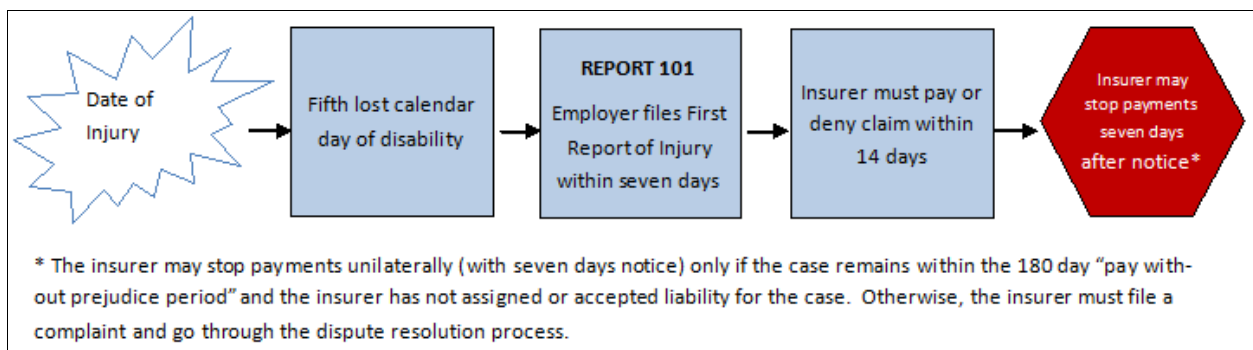 Date of
Injury
Fifth lost calendar
day of disability
REPORT 101
Employer files First
Report of Injury
within seven days
Insurer must pay or
deny claim within
14 days
Insurer may
stop payments
seven days
after notice*
* The insurer may stop payments unilaterally (with seven days notice) only if the case remains within the 180 day “pay with-
out prejudice period” and the insurer has not assigned or accepted liability for the case.  Otherwise, the insurer must file a
complaint and go through the dispute resolution process.